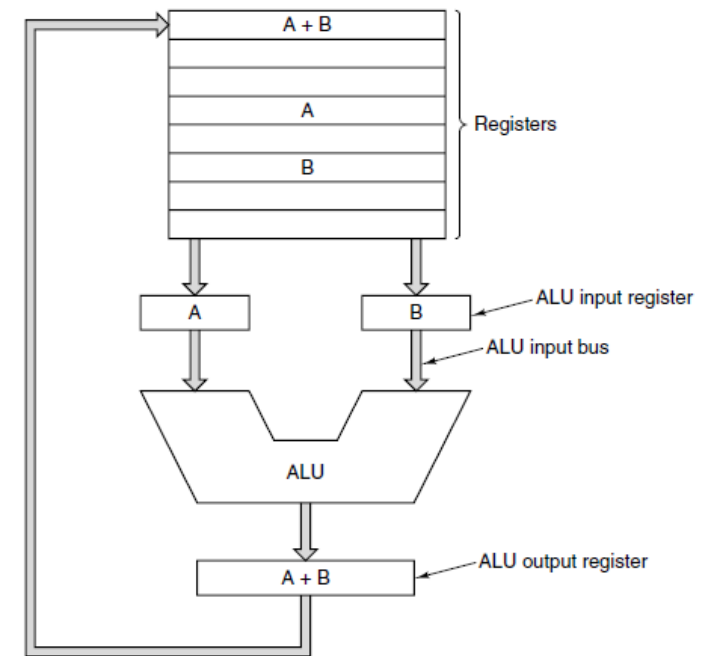 A + B
A
Registers
B
A
B
ALU input register
ALU input bus
ALU
A + B
ALU output register